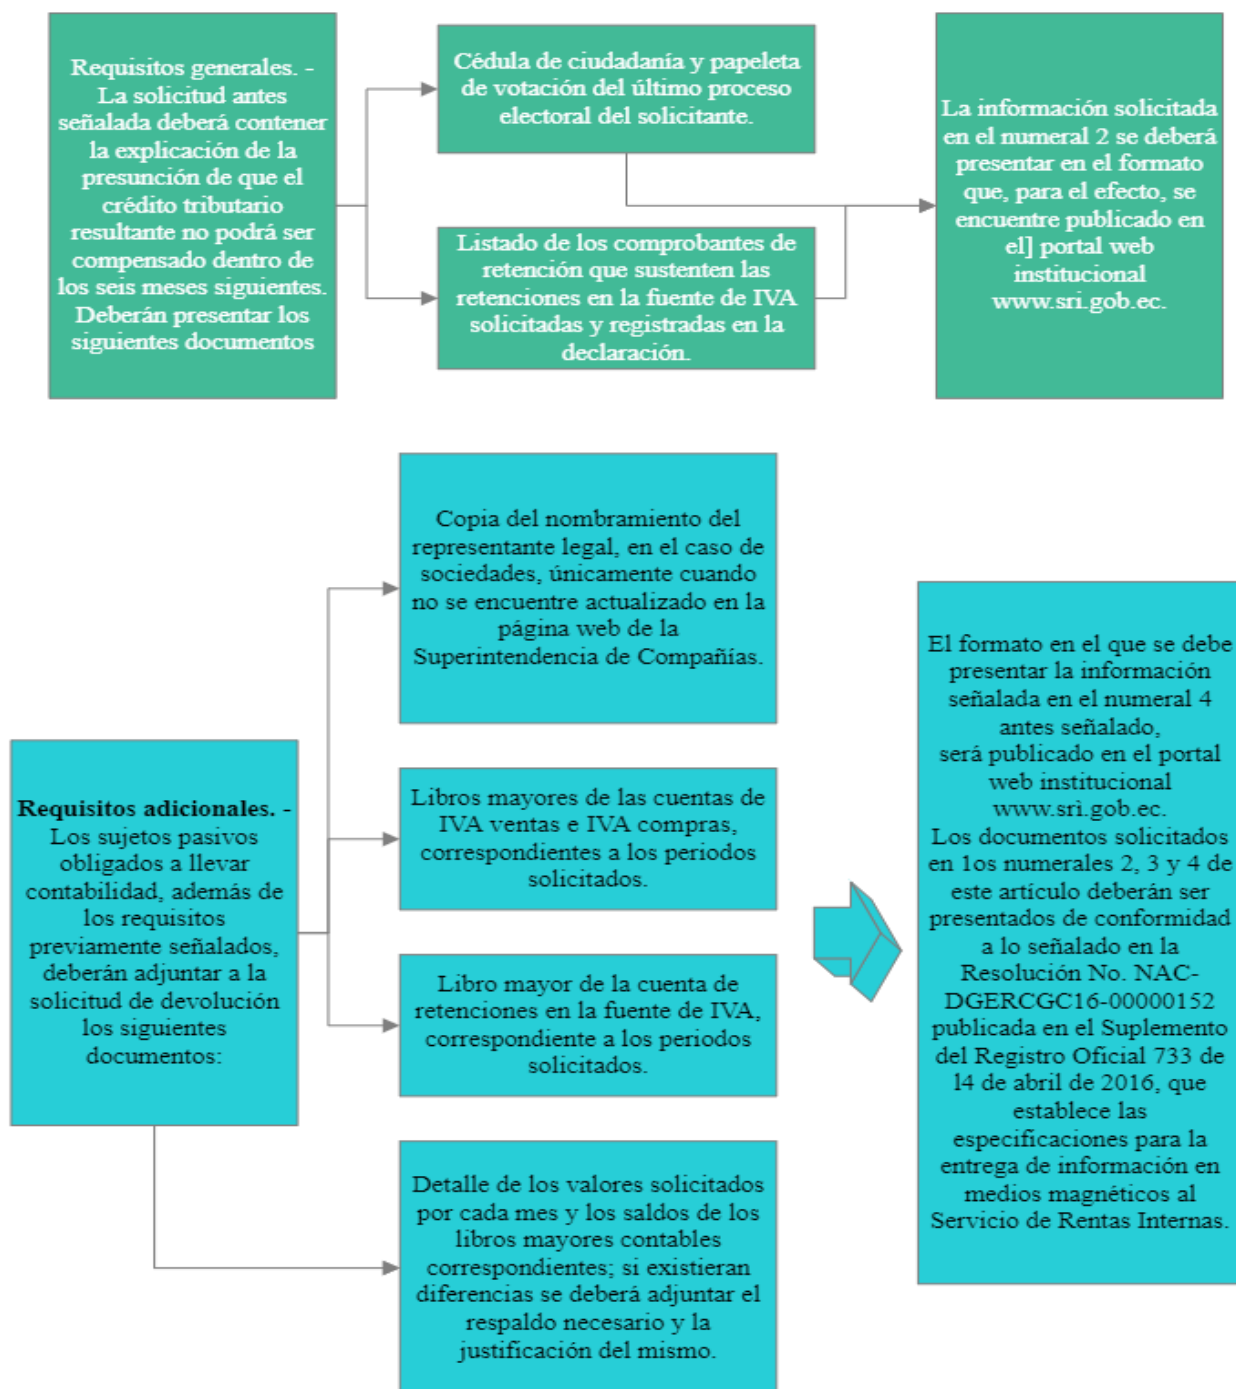 Requisitos generales. -
La solicitud antes
señalada deberá contener
la explicación de la
presunción de que el
crédito tributario
resultante no podrá ser
compensado dentro de
los seis meses siguientes.
Deberán presentar los
siguientes documentos
Cédula de ciudadanía y papeleta
de votación del último proceso
electoral del solicitante.
Listado de los comprobantes de
retención que sustenten las
retenciones en la fuente de IVA
solicitadas y registradas en la
declaración.
La información solicitada
en el numeral 2 se deberá
presentar en el formato
que, para el efecto, se
encuentre publicado en
el] portal web
institucional
www.sri.gob.ec.
Requisitos adicionales. -
Los sujetos pasivos
obligados a llevar
contabilidad, además de
los requisitos
previamente señalados,
deberán adjuntar a la
solicitud de devolución
los siguientes
documentos:
Copia del nombramiento del
representante legal, en el caso de
sociedades, únicamente cuando
no se encuentre actualizado en la
página web de la
Superintendencia de Compañías.
Libros mayores de las cuentas de
IVA ventas e IVA compras,
correspondientes a los periodos
solicitados.
Libro mayor de la cuenta de
retenciones en la fuente de IVA,
correspondiente a los periodos
solicitados.
Detalle de los valores solicitados
por cada mes y los saldos de los
libros mayores contables
correspondientes; si existieran
diferencias se deberá adjuntar el
respaldo necesario y la
justificación del mismo.
El formato en el que se debe
presentar la información
señalada en el numeral 4
antes señalado,
será publicado en el portal
web institucional
www.srì.gob.ec.
Los documentos solicitados
en 1os numerales 2, 3 y 4 de
este artículo deberán ser
presentados de conformidad
a lo señalado en la
Resolución No. NAC-
DGERCGC16-00000152
publicada en el Suplemento
del Registro Oficial 733 de
l4 de abril de 2016, que
establece las
especificaciones para la
entrega de información en
medios magnéticos al
Servicio de Rentas Internas.